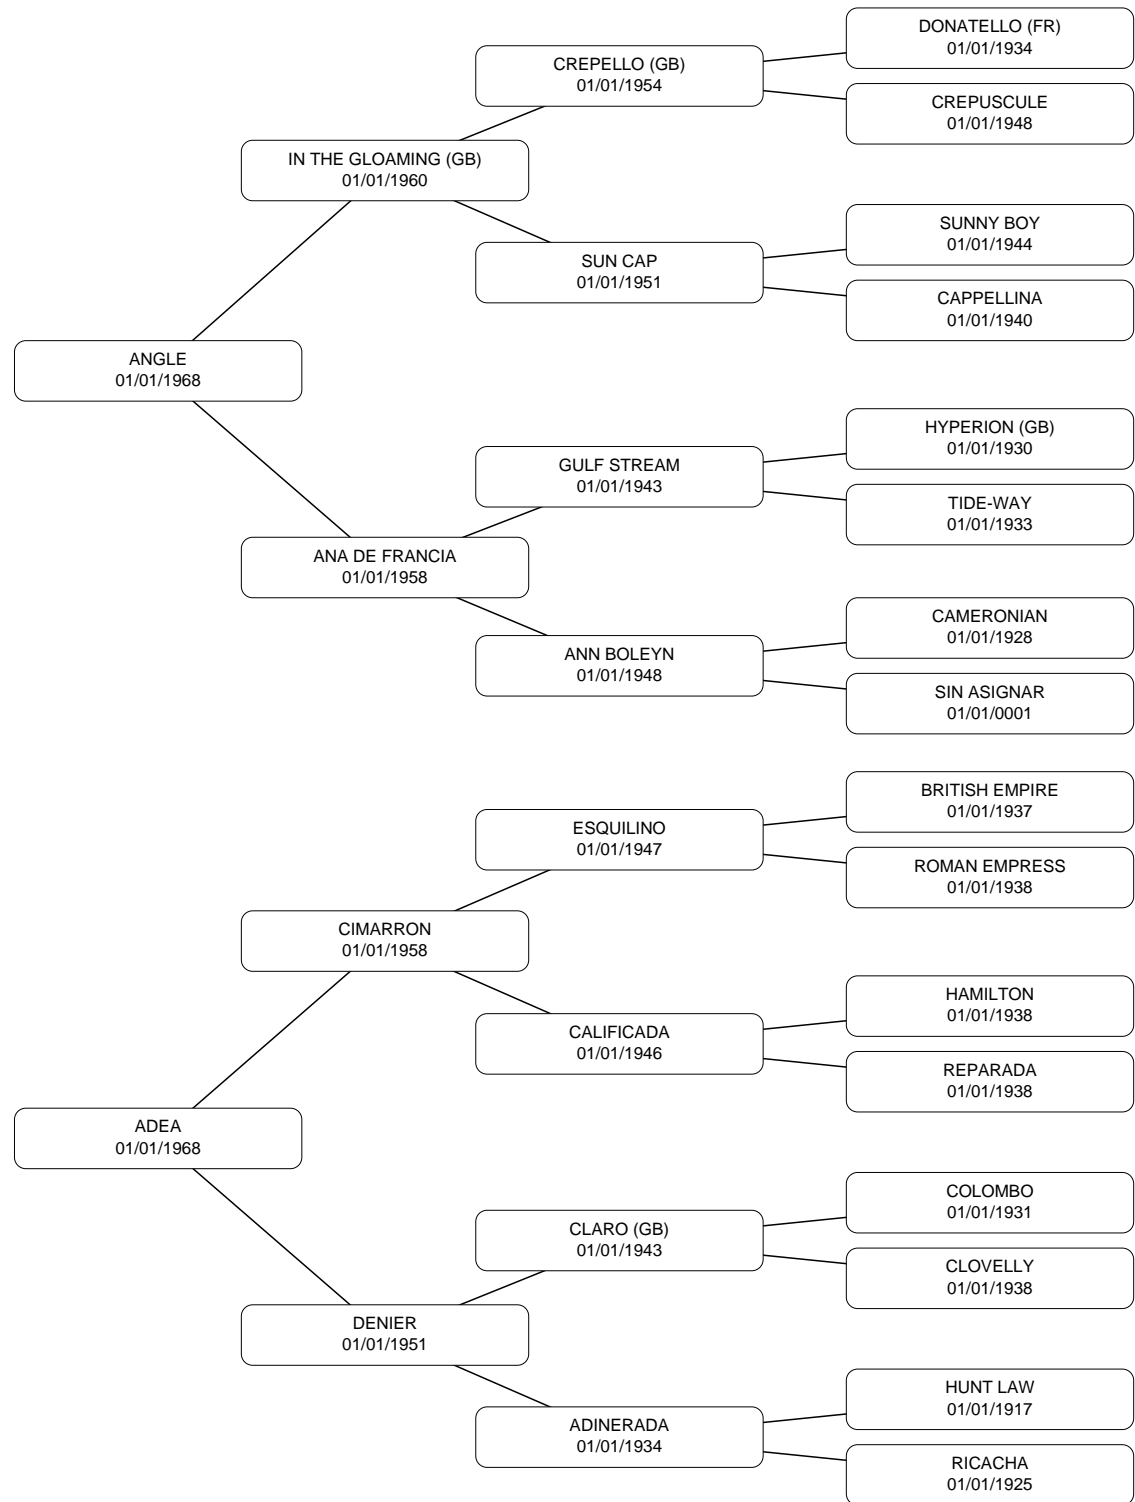 DONATELLO (FR)
01/01/1934
CREPELLO (GB)
01/01/1954
CREPUSCULE
01/01/1948
IN THE GLOAMING (GB)
01/01/1960
SUNNY BOY
01/01/1944
SUN CAP
01/01/1951
CAPPELLINA
01/01/1940
ANGLE
01/01/1968
HYPERION (GB)
01/01/1930
GULF STREAM
01/01/1943
TIDE-WAY
01/01/1933
ANA DE FRANCIA
01/01/1958
CAMERONIAN
01/01/1928
ANN BOLEYN
01/01/1948
SIN ASIGNAR
01/01/0001
BRITISH EMPIRE
01/01/1937
ESQUILINO
01/01/1947
ROMAN EMPRESS
01/01/1938
CIMARRON
01/01/1958
HAMILTON
01/01/1938
CALIFICADA
01/01/1946
REPARADA
01/01/1938
ADEA
01/01/1968
COLOMBO
01/01/1931
CLARO (GB)
01/01/1943
CLOVELLY
01/01/1938
DENIER
01/01/1951
HUNT LAW
01/01/1917
ADINERADA
01/01/1934
RICACHA
01/01/1925